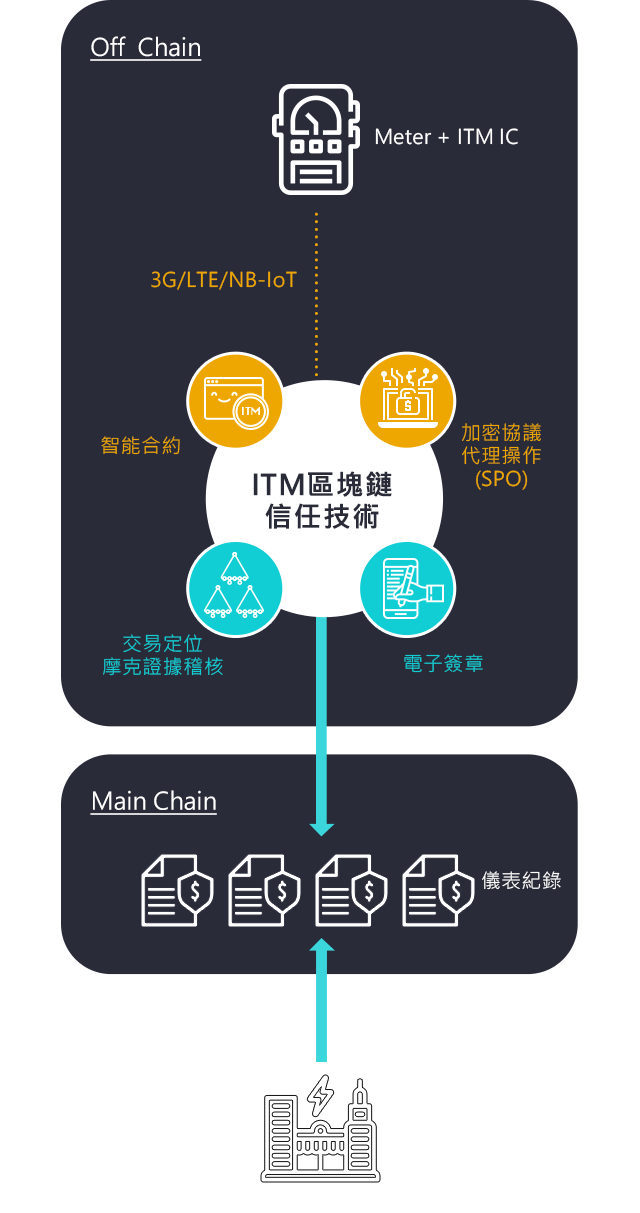 Off Chain
Meter + ITM IC
3G/LTE/NB-IoT
ITM
智能合約
加密協議
代理操作
(SPO)
ITM區塊鏈
信任技術
交易定位
摩克證據稽核
電子簽章
Main Chain
$ $ $ $
儀表紀錄